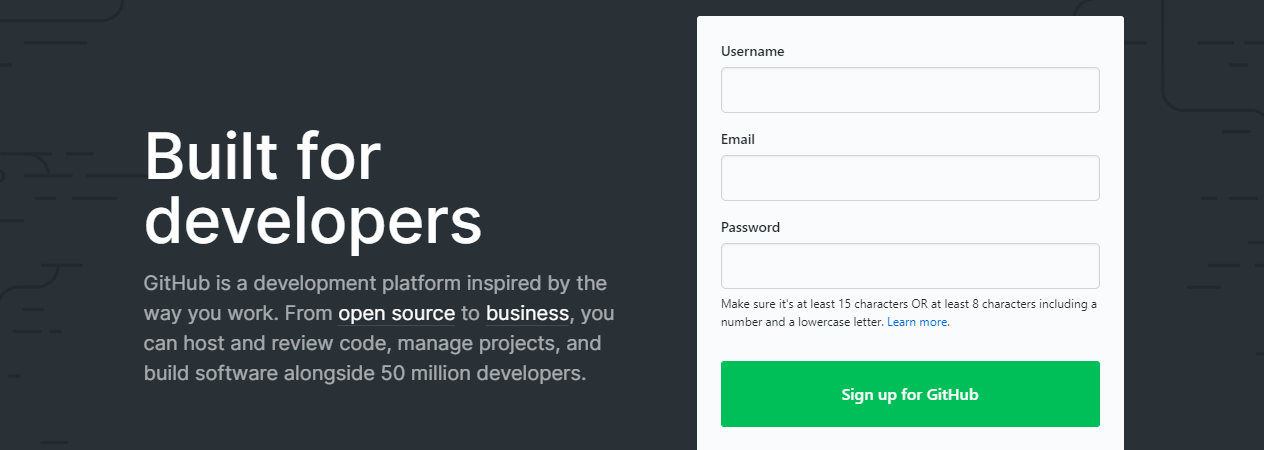 Built for
developers
GitHub is a development platform inspired by the
way you work. From open source to business, you
can host and review code, manage projects, and
build software alongside 50 million developers.
Username
Email
Password
Make sure it's at least 15 characters OR at least 8 characters including a
number and a lowercase letter. Learn more.
Sign up for GitHub